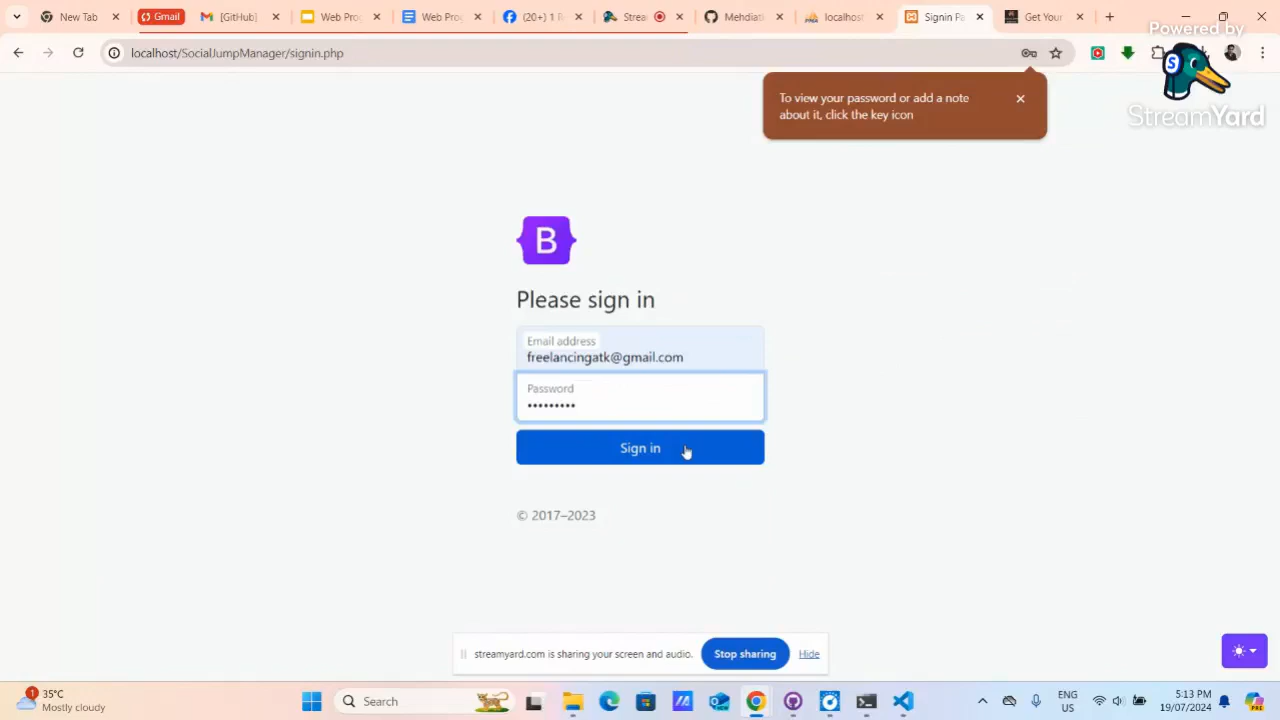 New Tab
Gmail
[GitHub]
Web Pro
Web Pro
(20+) 1 R
Strea
Mehdiat
localhos
Signin Pa
Get Your
Powered by
localhost/SocialJumpManager/signin.php
S
StreamYard
To view your password or add a note
about it, click the key icon
B
Please sign in
Email address
freelancingatk@gmail.com
Password
•••••••••
Sign in
© 2017–2023
streamyard.com is sharing your screen and audio.
Stop sharing
Hide
1
35°C
Mostly cloudy
Search
ENG
US
5:13 PM
19/07/2024